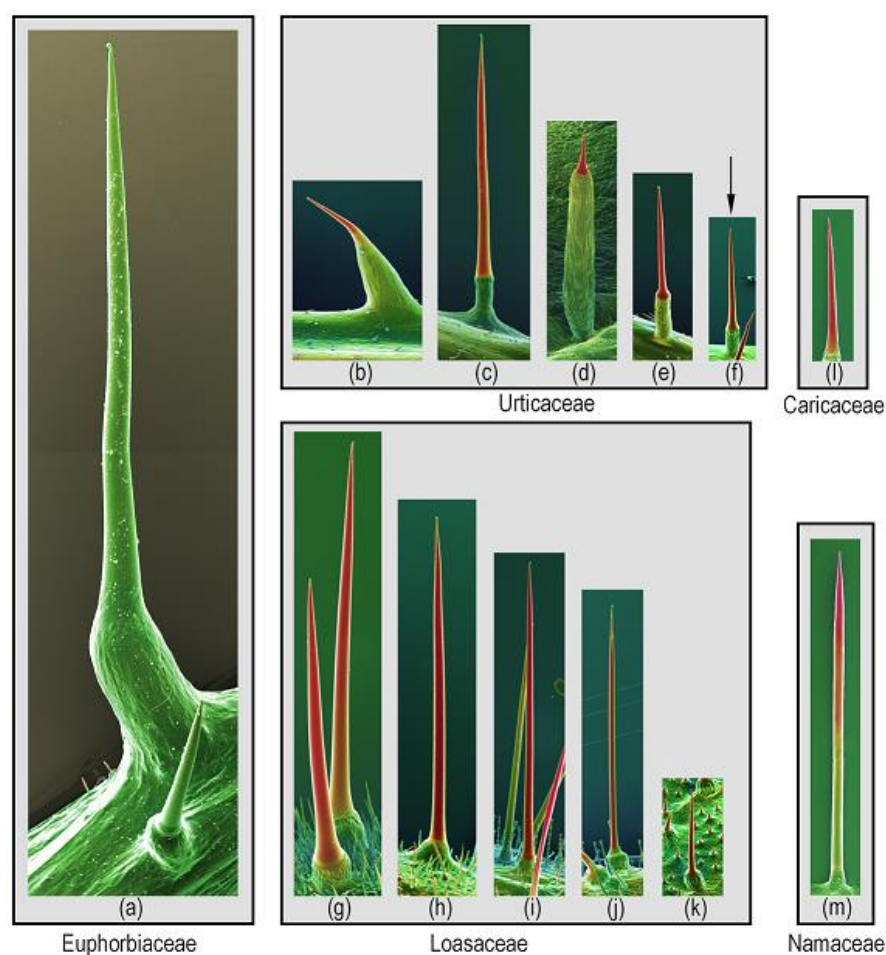 (a)
Euphorbiaceae
(b) (c) (d) (e) (f)
Urticaceae
(l)
Caricaceae
(g) (h) (i) (j) (k)
Loasaceae
(m)
Namaceae